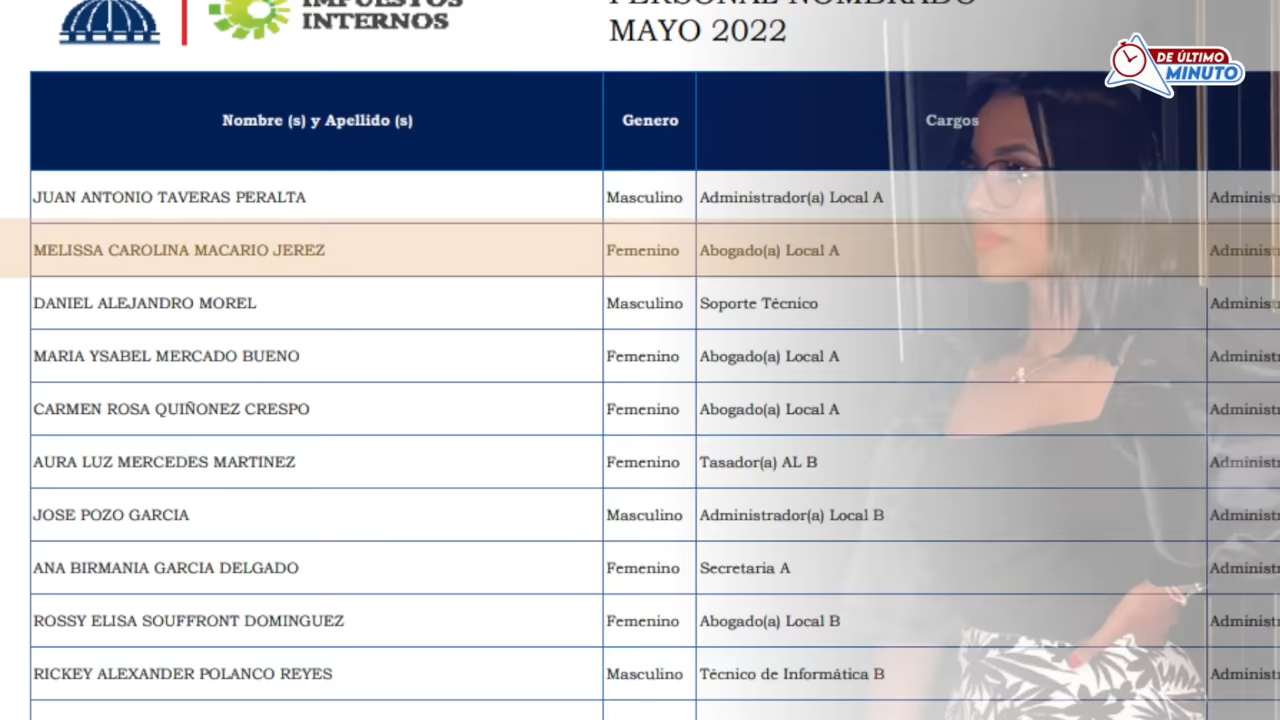 IMPUESTOS
INTERNOS
PERSONAL NOMBRADO
MAYO 2022
DE ÚLTIMO
MINUTO
Nombre (s) y Apellido (s) Genero Cargos
JUAN ANTONIO TAVERAS PERALTA Masculino Administrador(a) Local A
MELISSA CAROLINA MACARIO JEREZ Femenino Abogado(a) Local A
DANIEL ALEJANDRO MOREL Masculino Soporte Técnico
MARIA YSABEL MERCADO BUENO Femenino Abogado(a) Local A
CARMEN ROSA QUIÑONEZ CRESPO Femenino Abogado(a) Local A
AURA LUZ MERCEDES MARTINEZ Femenino Tasador(a) AL B
JOSE POZO GARCIA Masculino Administrador(a) Local B
ANA BIRMANIA GARCIA DELGADO Femenino Secretaria A
ROSSY ELISA SOUFFRONT DOMINGUEZ Femenino Abogado(a) Local B
RICKEY ALEXANDER POLANCO REYES Masculino Técnico de Informática B